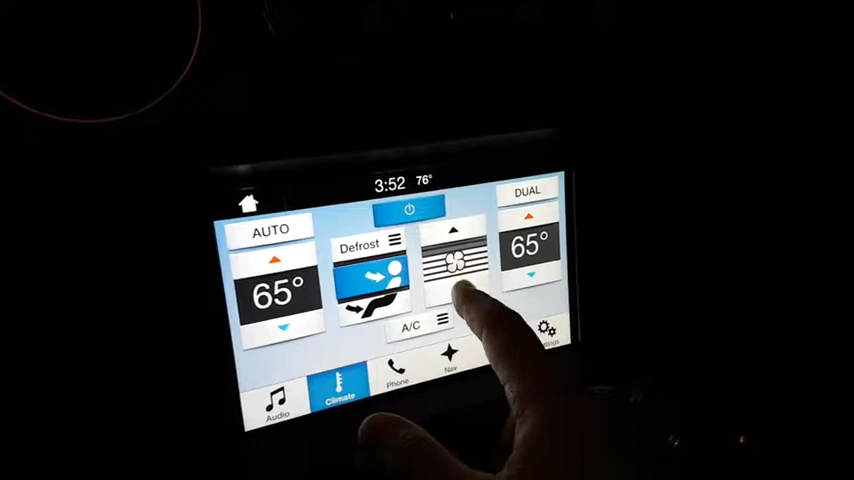 3:52 76°
AUTO
DUAL
Defrost
65°
65°
A/C
Audio
Climate
Phone
Nav